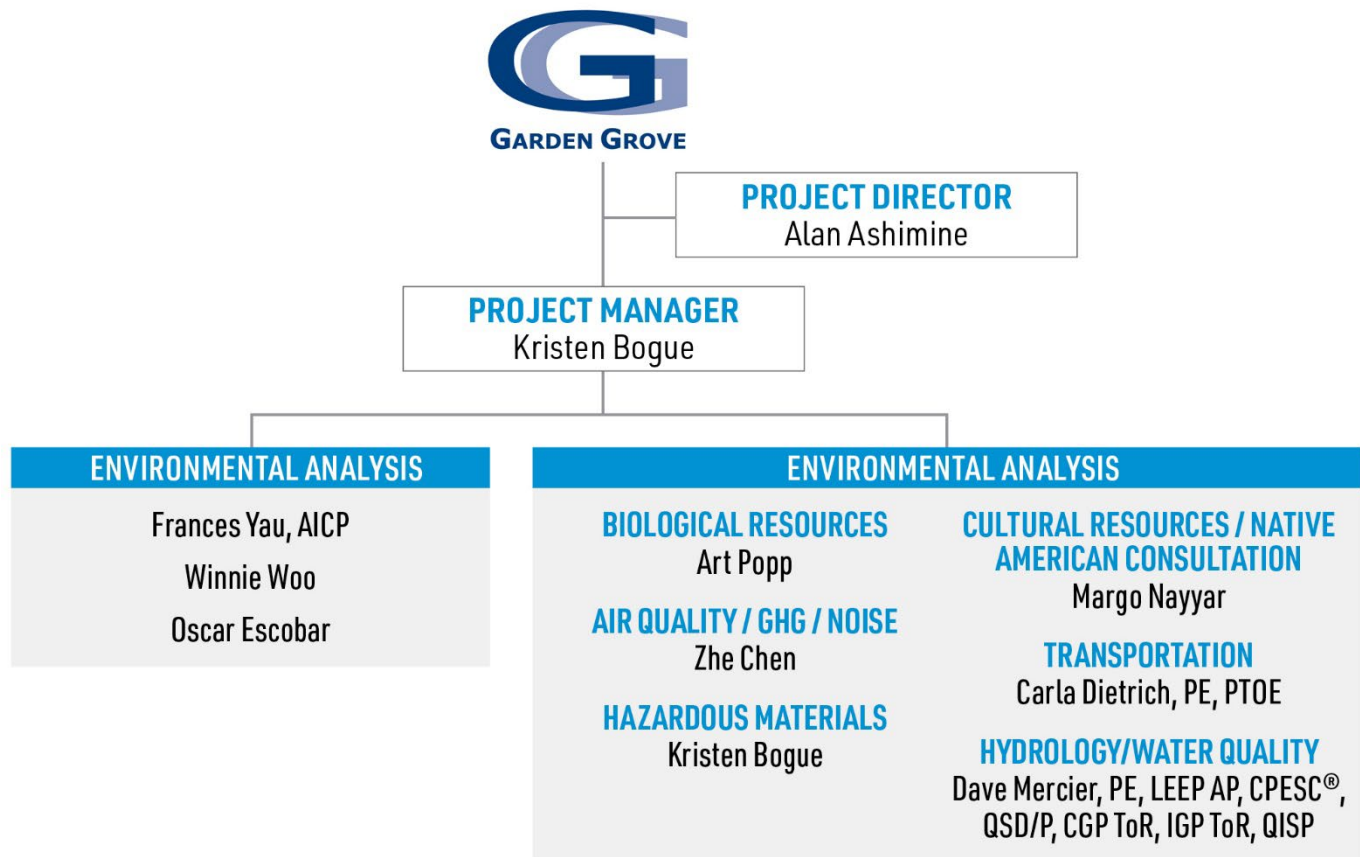 GG
GARDEN GROVE
PROJECT DIRECTOR
Alan Ashimine
PROJECT MANAGER
Kristen Bogue
ENVIRONMENTAL ANALYSIS
Frances Yau, AICP
Winnie Woo
Oscar Escobar
ENVIRONMENTAL ANALYSIS
BIOLOGICAL RESOURCES
Art Popp
AIR QUALITY / GHG / NOISE
Zhe Chen
HAZARDOUS MATERIALS
Kristen Bogue
CULTURAL RESOURCES / NATIVE
AMERICAN CONSULTATION
Margo Nayyar
TRANSPORTATION
Carla Dietrich, PE, PTOE
HYDROLOGY/WATER QUALITY
Dave Mercier, PE, LEEP AP, CPESC®,
QSD/P, CGP ToR, IGP ToR, QISP